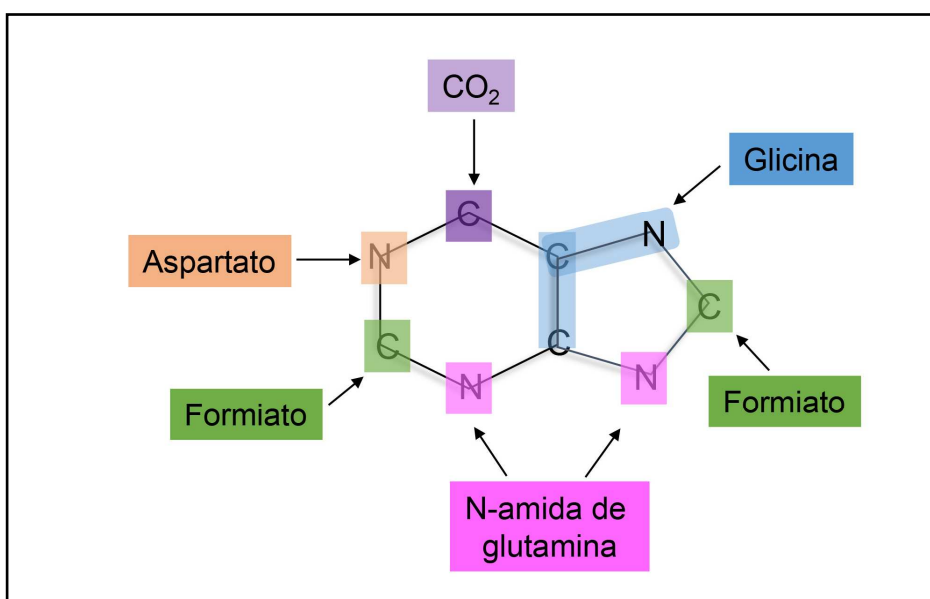 CO₂
Glicina
C
N
N
C
Aspartato
C
C
C
N
N
Formiato
Formiato
N-amida de
glutamina